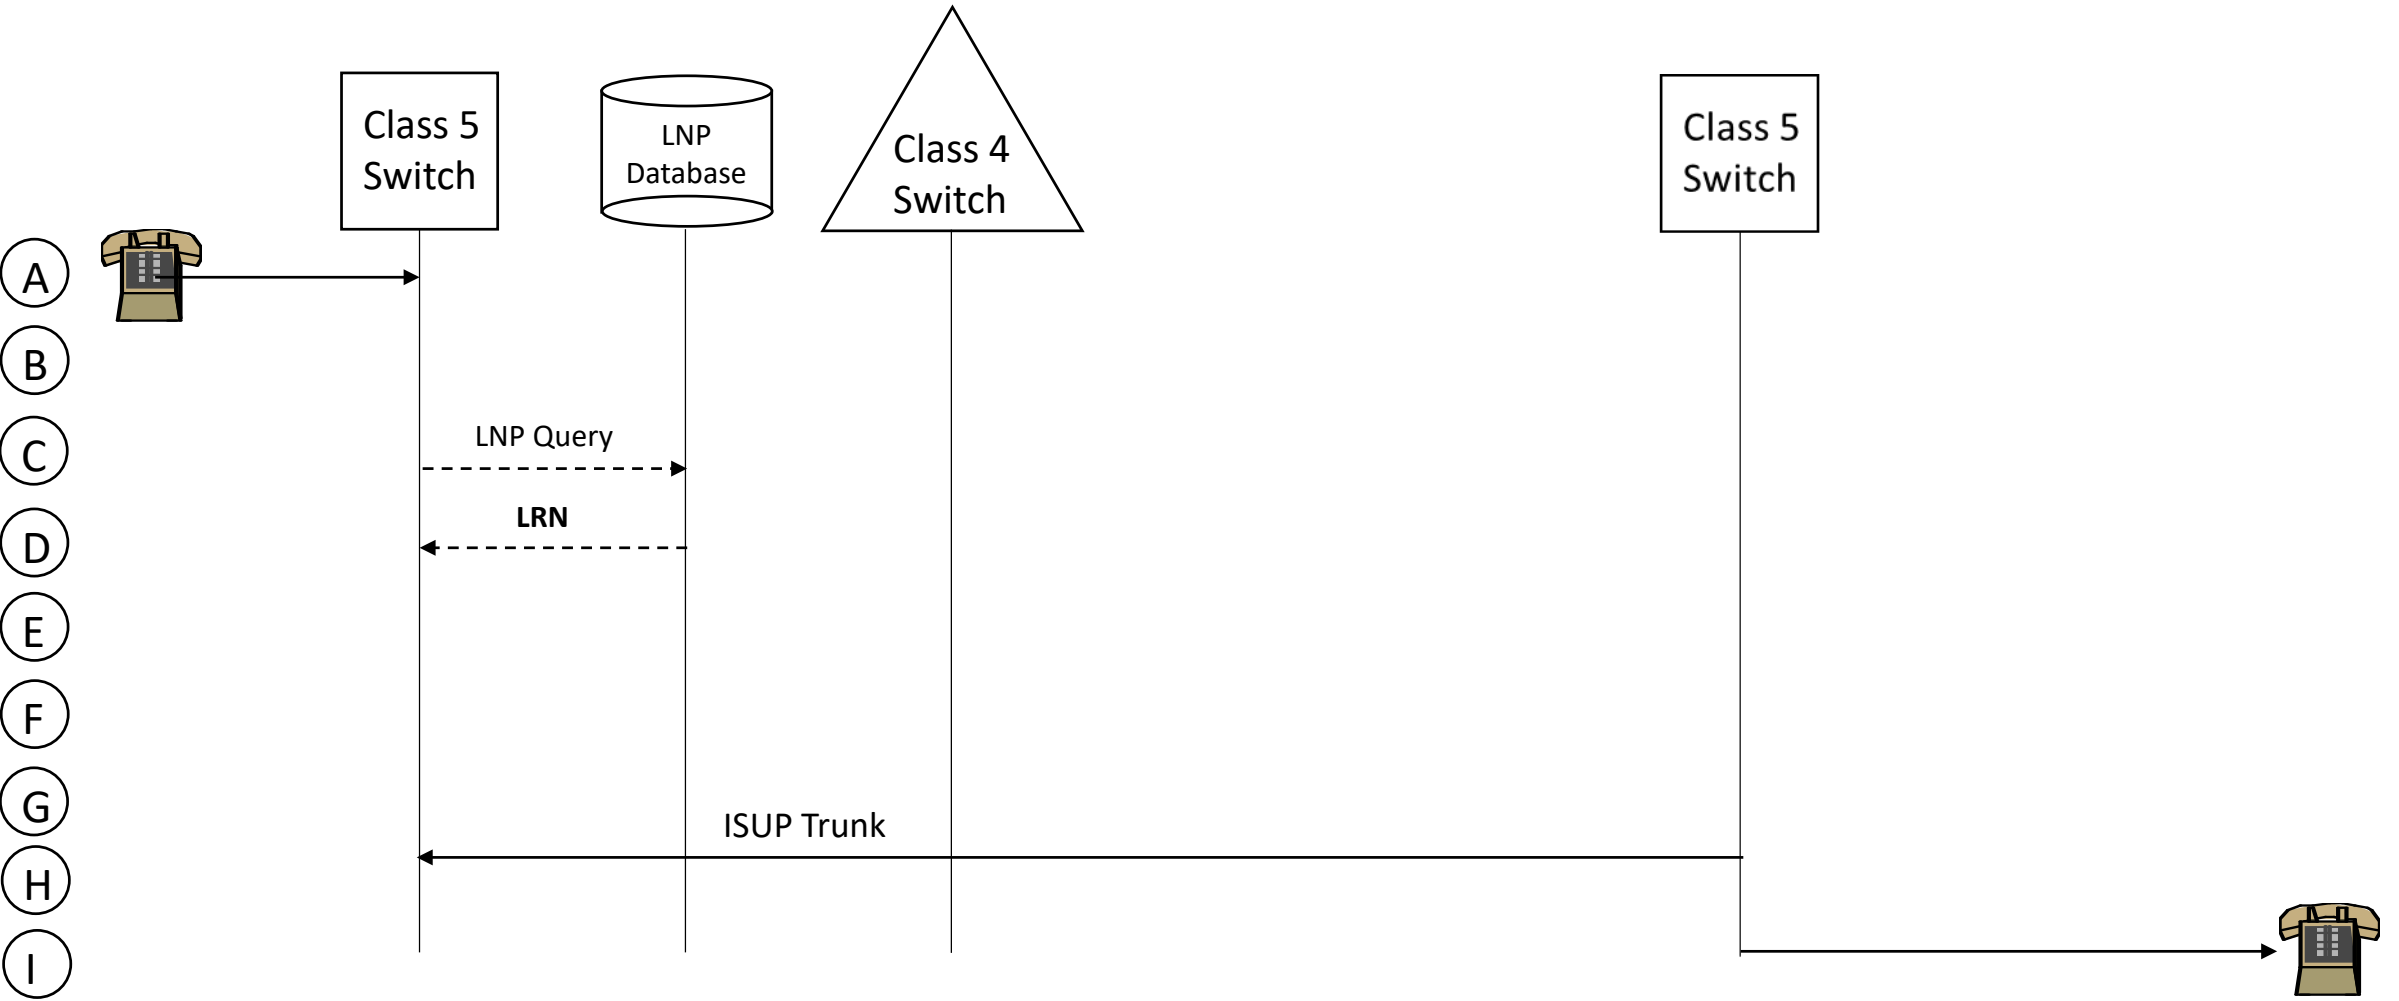 Class 5
Switch
LNP
Database
Class 4
Switch
Class 5
Switch
A
B
C
LNP Query
D
LRN
E
F
G
ISUP Trunk
H
I